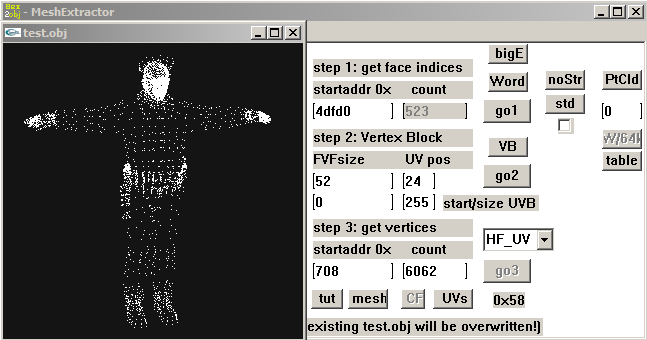 Hex 2obj - MeshExtractor
test.obj
bigE
step 1: get face indices
Word noStr PtCld
startaddr 0x count
4dfd0 523 go1 std 0
step 2: Vertex Block
VB
FVFsize UV pos table
52 24 go2
0 255 start/size UVB
step 3: get vertices
HF_UV
startaddr 0x count
708 6062 go3
tut mesh CF UVs 0x58
existing test.obj will be overwritten!)